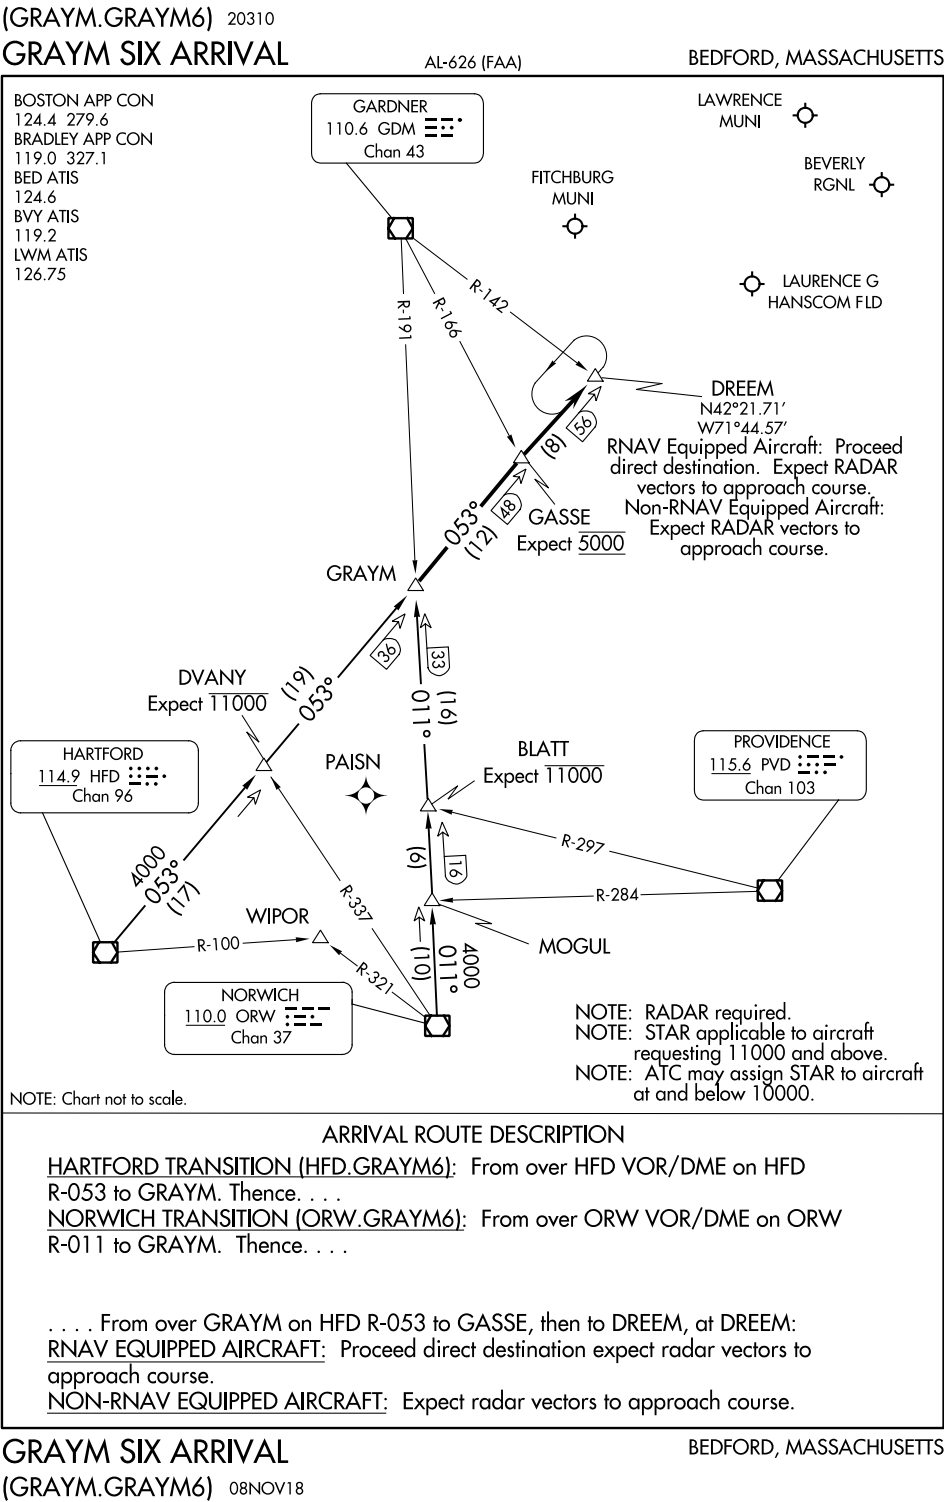 (GRAYM.GRAYM6) 20310
GRAYM SIX ARRIVAL
AL-626 (FAA)
BEDFORD, MASSACHUSETTS
BOSTON APP CON
124.4 279.6
BRADLEY APP CON
119.0 327.1
BED ATIS
124.6
BVY ATIS
119.2
LWM ATIS
126.75
GARDNER
110.6 GDM
Chan 43
LAWRENCE
MUNI
BEVERLY
RGNL
FITCHBURG
MUNI
LAURENCE G
HANSCOM FLD
R-142
R-166
R-191
DREEM
N42°21.71'
W71°44.57'
RNAV Equipped Aircraft: Proceed
direct destination. Expect RADAR
vectors to approach course.
Non-RNAV Equipped Aircraft:
Expect RADAR vectors to
approach course.
56
(8)
48
GASSE
Expect 5000
053°
(12)
GRAYM
36
33
DVANY
Expect 11000
(19)
053°
(16)
011°
HARTFORD
114.9 HFD
Chan 96
PAISN
BLATT
Expect 11000
PROVIDENCE
115.6 PVD
Chan 103
4000
053°
(17)
(6)
16
R-297
R-284
R-337
WIPOR
R-100
R-321
MOGUL
(10)
011°
4000
NORWICH
110.0 ORW
Chan 37
NOTE: RADAR required.
NOTE: STAR applicable to aircraft
requesting 11000 and above.
NOTE: ATC may assign STAR to aircraft
at and below 10000.
NOTE: Chart not to scale.
ARRIVAL ROUTE DESCRIPTION
HARTFORD TRANSITION (HFD.GRAYM6): From over HFD VOR/DME on HFD
R-053 to GRAYM. Thence. . . .
NORWICH TRANSITION (ORW.GRAYM6): From over ORW VOR/DME on ORW
R-011 to GRAYM. Thence. . . .
. . . . From over GRAYM on HFD R-053 to GASSE, then to DREEM, at DREEM:
RNAV EQUIPPED AIRCRAFT: Proceed direct destination expect radar vectors to
approach course.
NON-RNAV EQUIPPED AIRCRAFT: Expect radar vectors to approach course.
GRAYM SIX ARRIVAL
BEDFORD, MASSACHUSETTS
(GRAYM.GRAYM6) 08NOV18